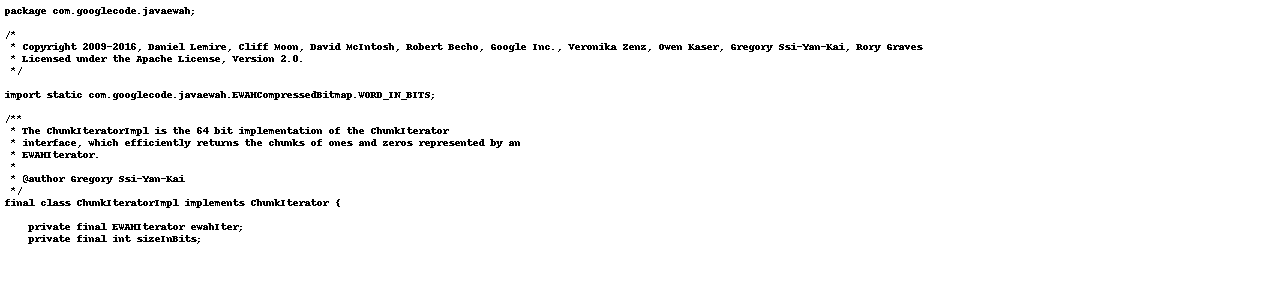 package com.googlecode.javaewah;

/*
 * Copyright 2009-2016, Daniel Lemire, Cliff Moon, David McIntosh, Robert Becho, Google Inc., Veronika Zenz, Owen Kaser, Gregory Ssi-Yan-Kai, Rory Graves
 * Licensed under the Apache License, Version 2.0.
 */

import static com.googlecode.javaewah.EWAHCompressedBitmap.WORD_IN_BITS;

/**
 * The ChunkIteratorImpl is the 64 bit implementation of the ChunkIterator
 * interface, which efficiently returns the chunks of ones and zeros represented by an
 * EWAHIterator.
 *
 * @author Gregory Ssi-Yan-Kai
 */
final class ChunkIteratorImpl implements ChunkIterator {

    private final EWAHIterator ewahIter;
    private final int sizeInBits;